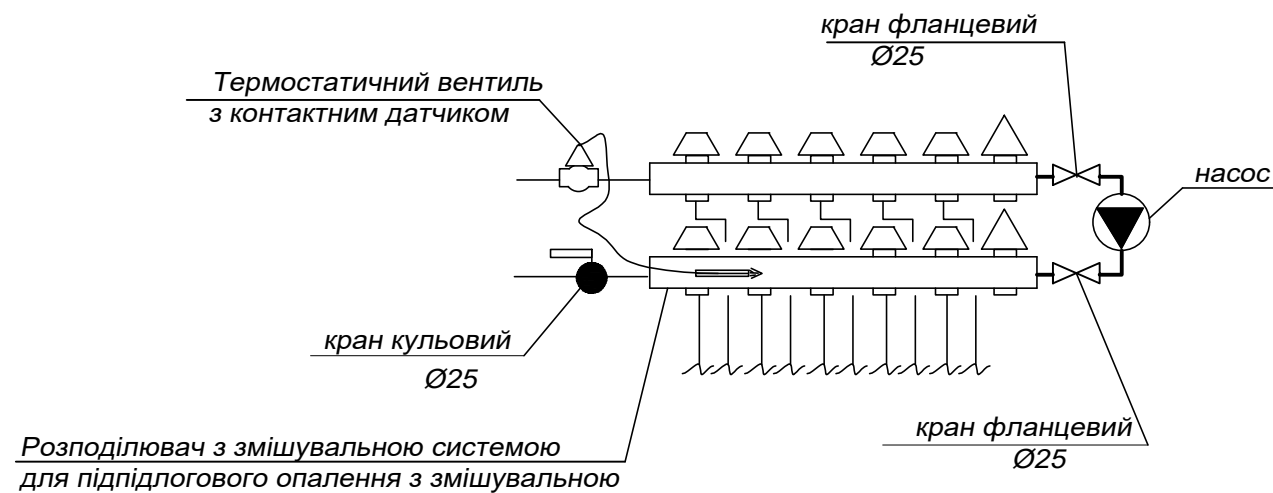 кран фланцевий
Ø25
Термостатичний вентиль
з контактним датчиком
насос
кран кульовий
Ø25
кран фланцевий
Ø25
Розподілювач з змішувальною системою
для підпідлогового опалення з змішувальною